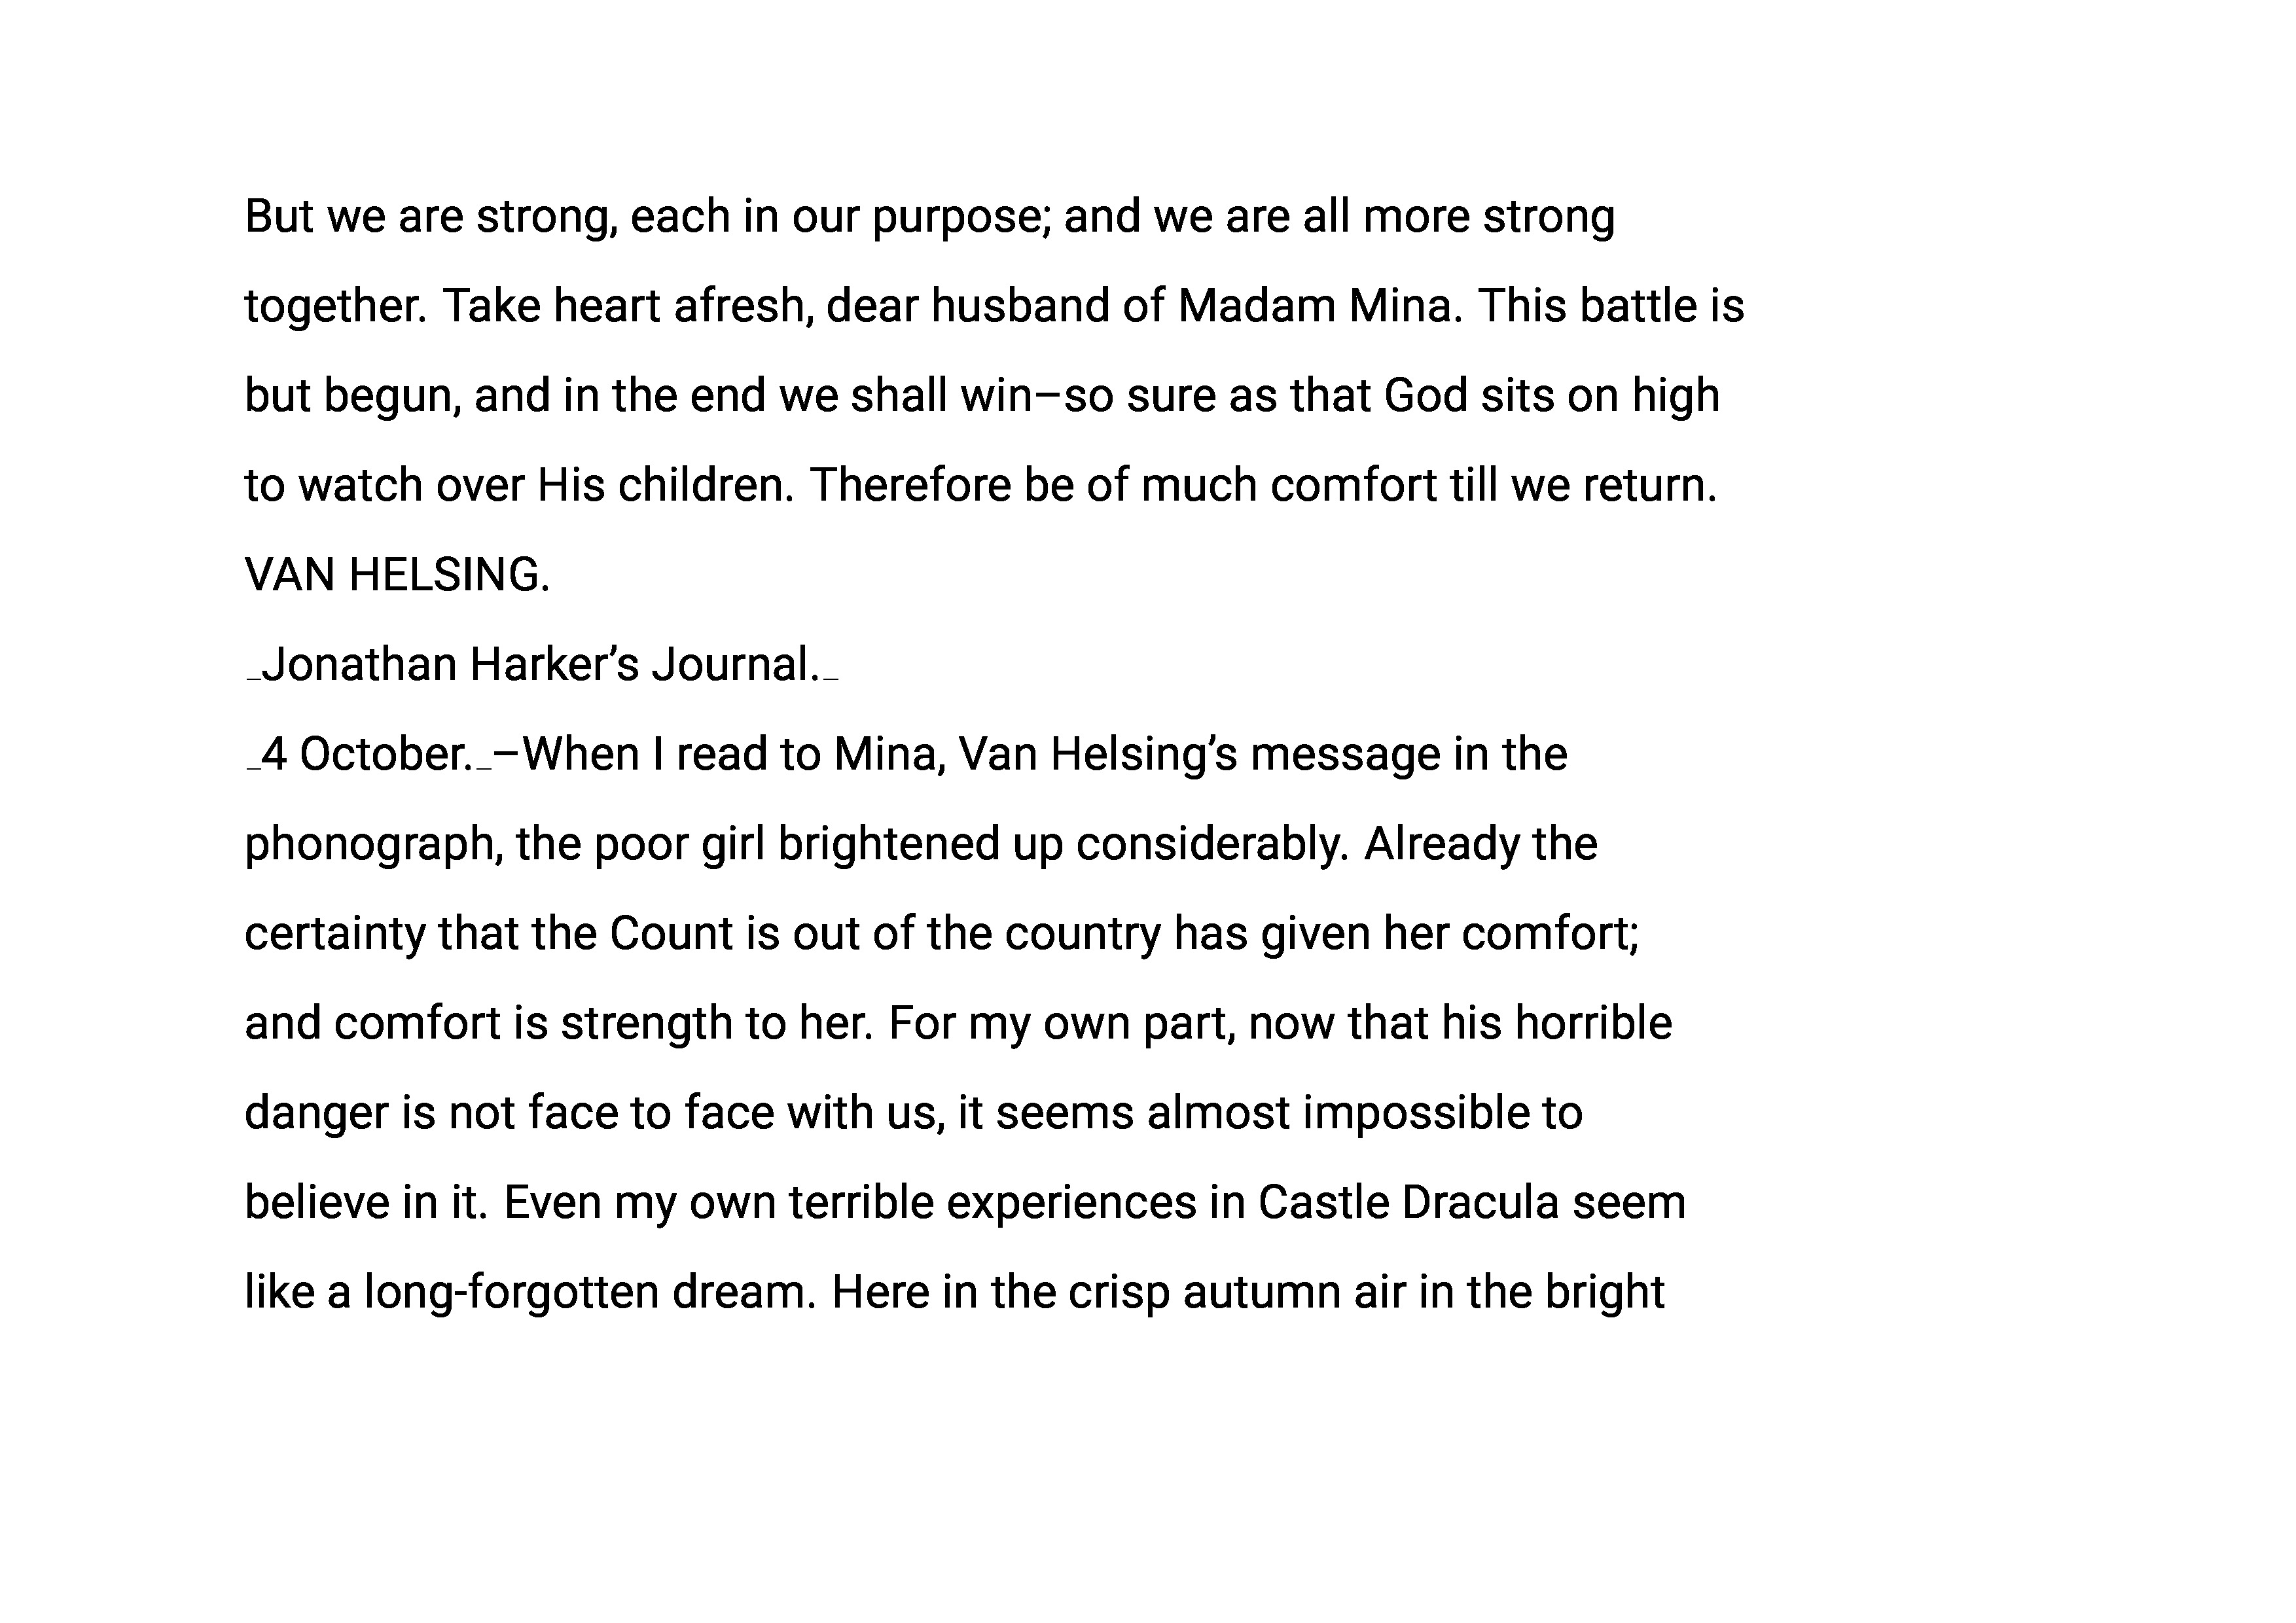 But we are strong, each in our purpose; and we are all more strong
together. Take heart afresh, dear husband of Madam Mina. This battle is
but begun, and in the end we shall win–so sure as that God sits on high
to watch over His children. Therefore be of much comfort till we return.
VAN HELSING.
_Jonathan Harker’s Journal._
_4 October._–When I read to Mina, Van Helsing’s message in the
phonograph, the poor girl brightened up considerably. Already the
certainty that the Count is out of the country has given her comfort;
and comfort is strength to her. For my own part, now that his horrible
danger is not face to face with us, it seems almost impossible to
believe in it. Even my own terrible experiences in Castle Dracula seem
like a long-forgotten dream. Here in the crisp autumn air in the bright